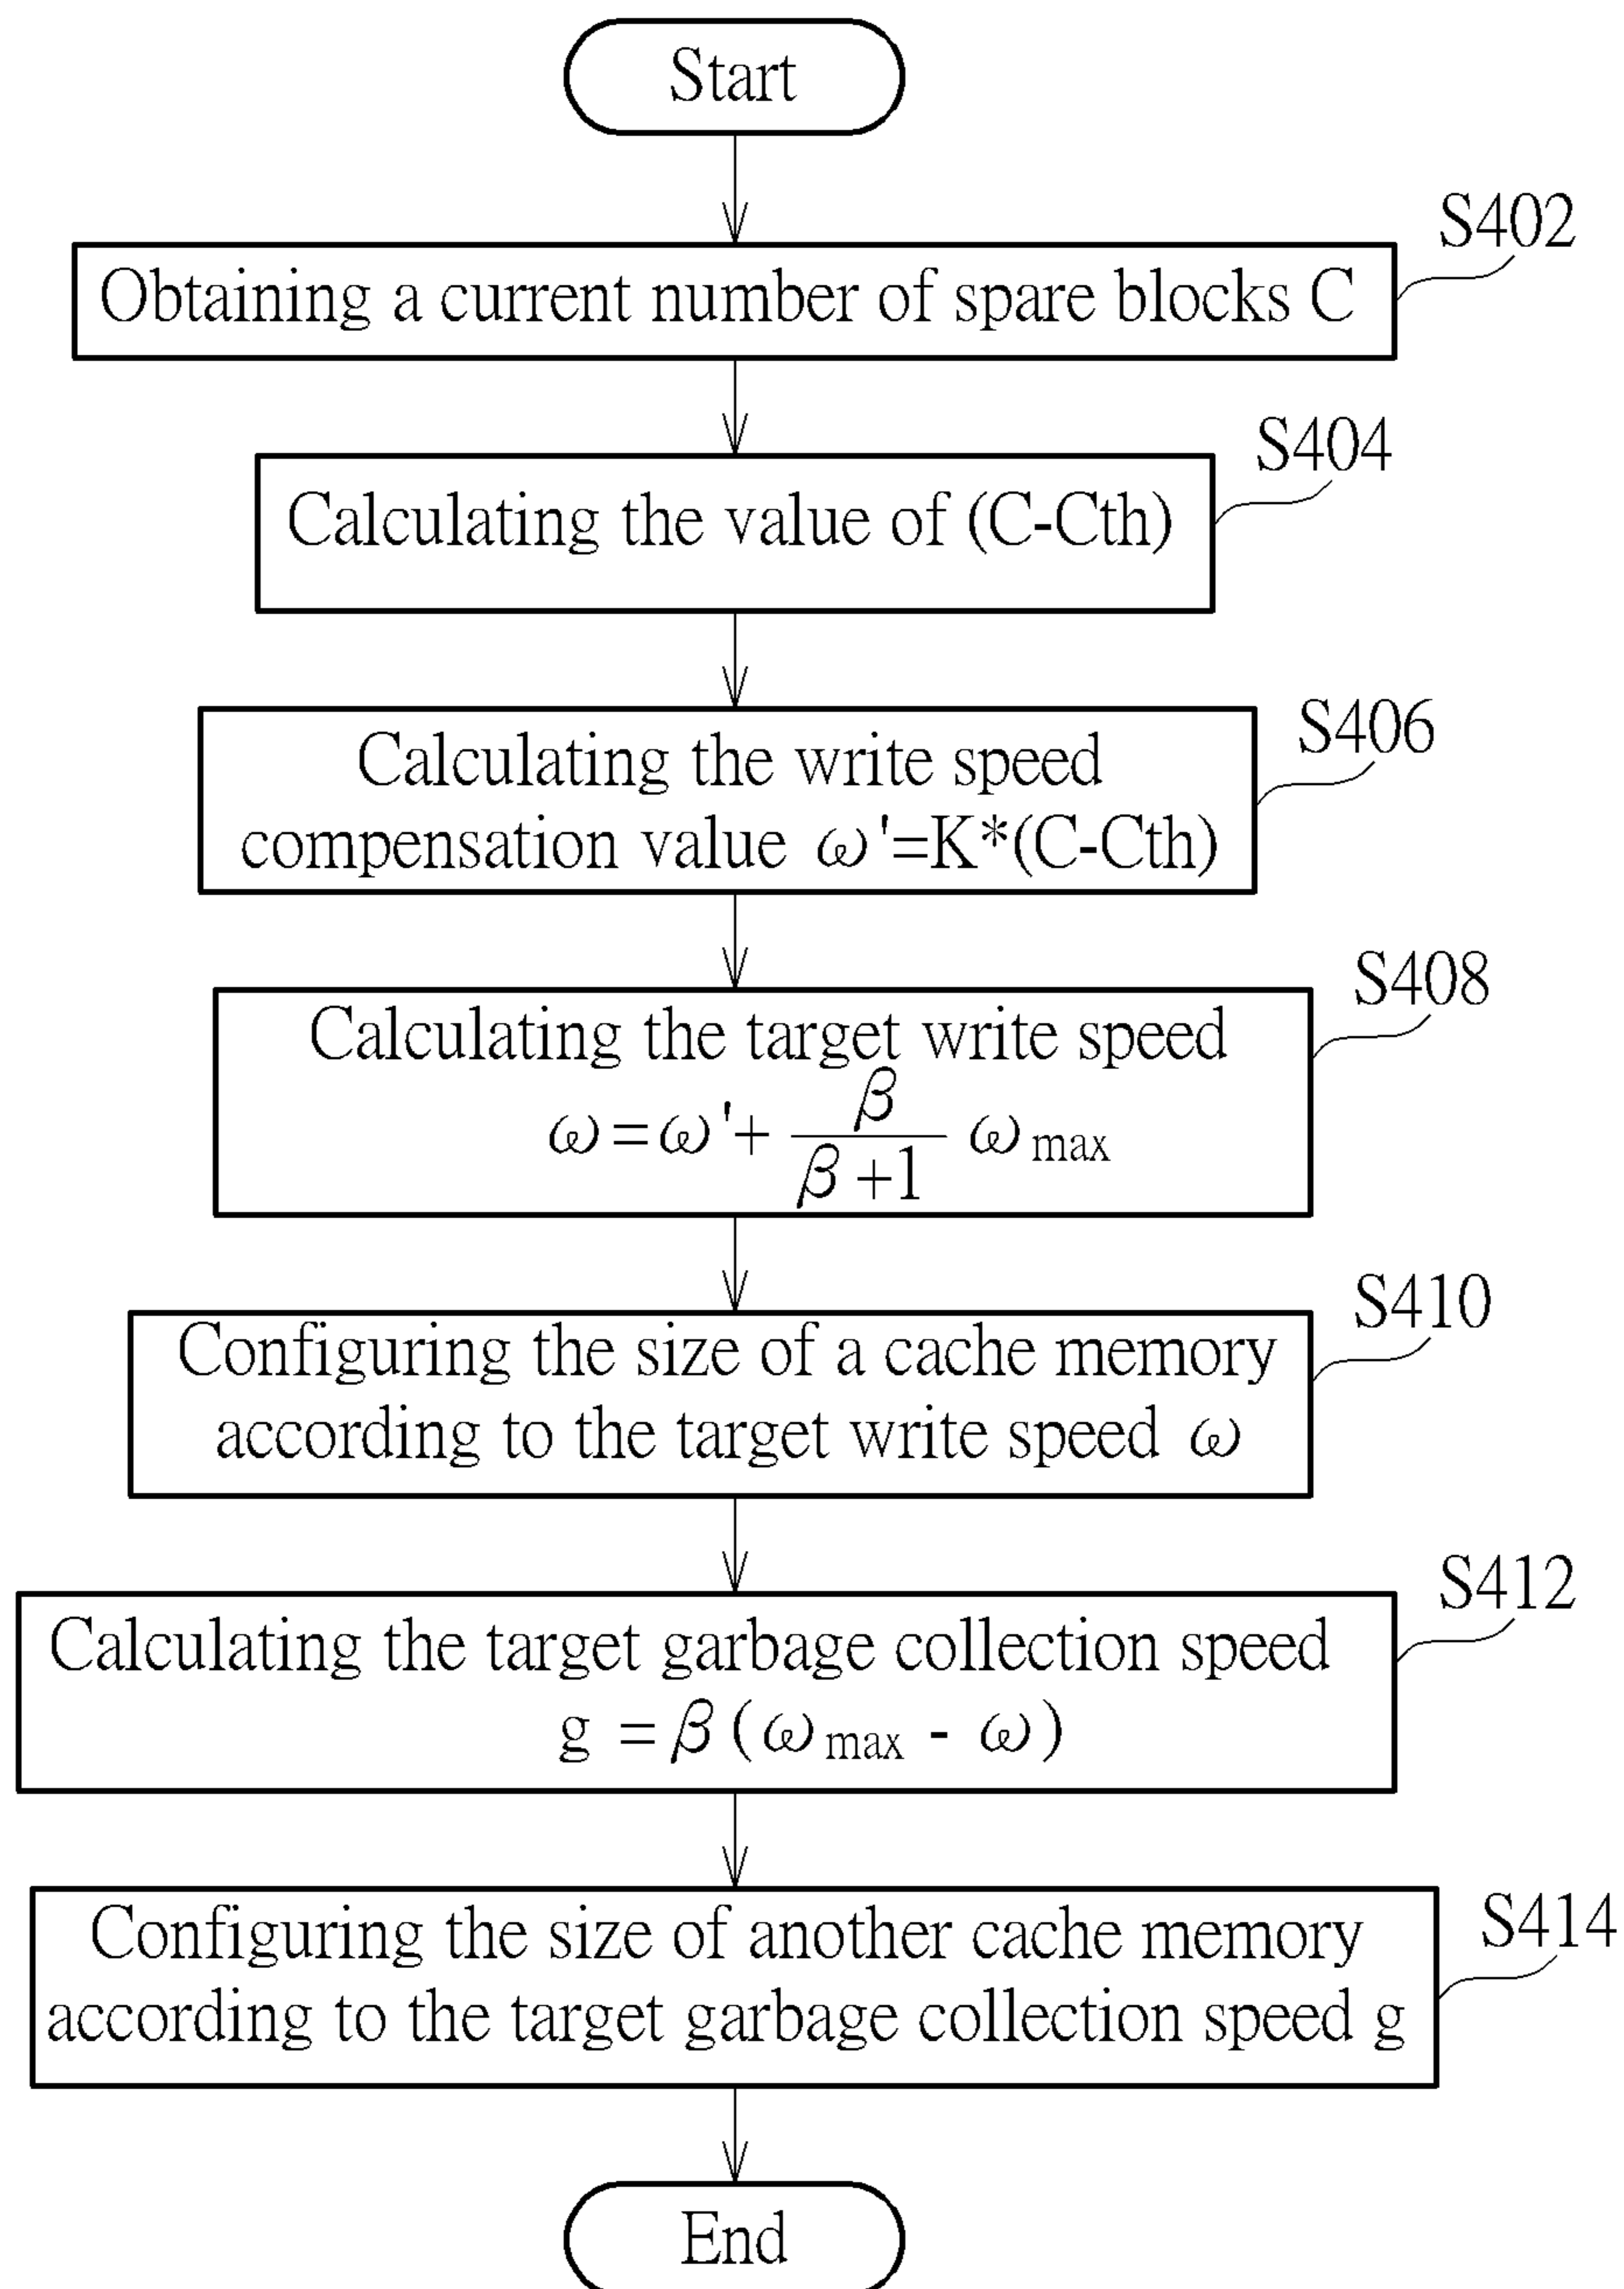 Start
S402
Obtaining a current number of spare blocks C
S404
Calculating the value of (C-Cth)
S406
Calculating the write speed
compensation value ω'=K*(C-Cth)
S408
Calculating the target write speed
ω=ω'+ β/(β+1) ωmax
S410
Configuring the size of a cache memory
according to the target write speed ω
S412
Calculating the target garbage collection speed
g =β(ωmax - ω)
S414
Configuring the size of another cache memory
according to the target garbage collection speed g
End